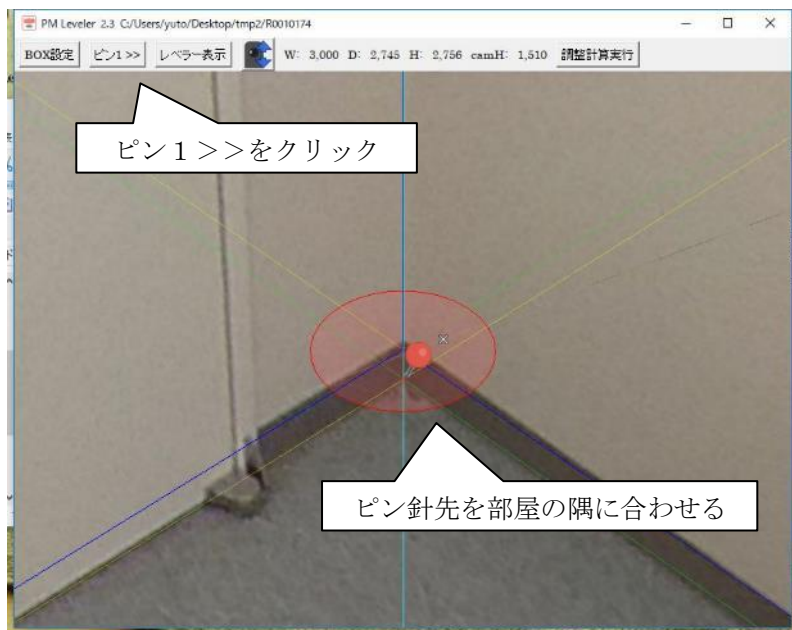 PM Leveler 2.3 C:/Users/yuto/Desktop/tmp2/R0010174
BOX設定 ピン1 >> レベラー表示 W: 3,000 D: 2,745 H: 2,756 camH: 1,510 調整計算実行
ピン１＞＞をクリック
ピン針先を部屋の隅に合わせる